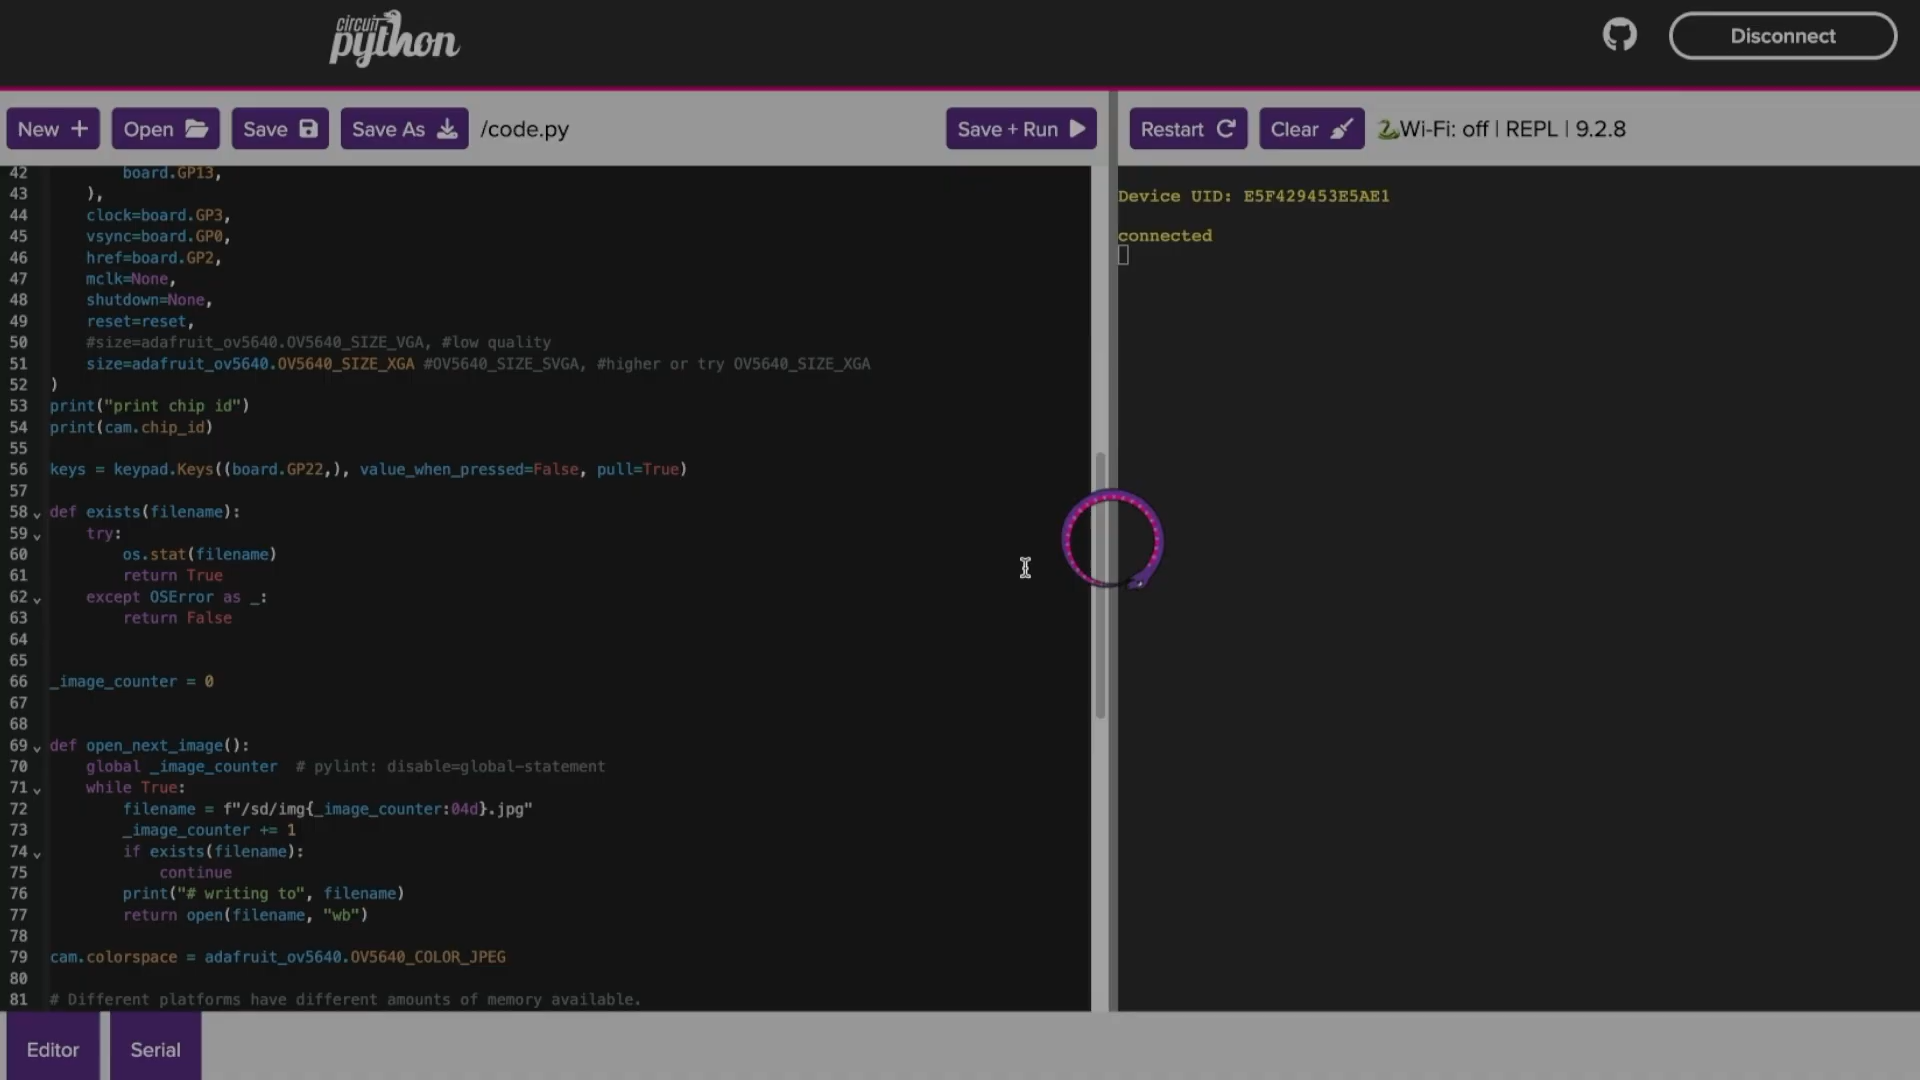 circuit
python
Disconnect
New +
Open
Save
Save As
/code.py
Save + Run
Restart
Clear
Wi-Fi: off | REPL | 9.2.8
42         board.GP13,
43     ),
44     clock=board.GP3,
45     vsync=board.GP0,
46     href=board.GP2,
47     mclk=None,
48     shutdown=None,
49     reset=reset,
50     #size=adafruit_ov5640.OV5640_SIZE_VGA, #low quality
51     size=adafruit_ov5640.OV5640_SIZE_XGA #OV5640_SIZE_SVGA, #higher or try OV5640_SIZE_XGA
52 )
53 print("print chip id")
54 print(cam.chip_id)
55
56 keys = keypad.Keys((board.GP22,), value_when_pressed=False, pull=True)
57
58 def exists(filename):
59     try:
60         os.stat(filename)
61         return True
62     except OSError as _:
63         return False
64
65
66 _image_counter = 0
67
68
69 def open_next_image():
70     global _image_counter  # pylint: disable=global-statement
71     while True:
72         filename = f"/sd/img{_image_counter:04d}.jpg"
73         _image_counter += 1
74         if exists(filename):
75             continue
76         print("# writing to", filename)
77         return open(filename, "wb")
78
79 cam.colorspace = adafruit_ov5640.OV5640_COLOR_JPEG
80
81 # Different platforms have different amounts of memory available.
Device UID: E5F429453E5AE1
connected
Editor
Serial